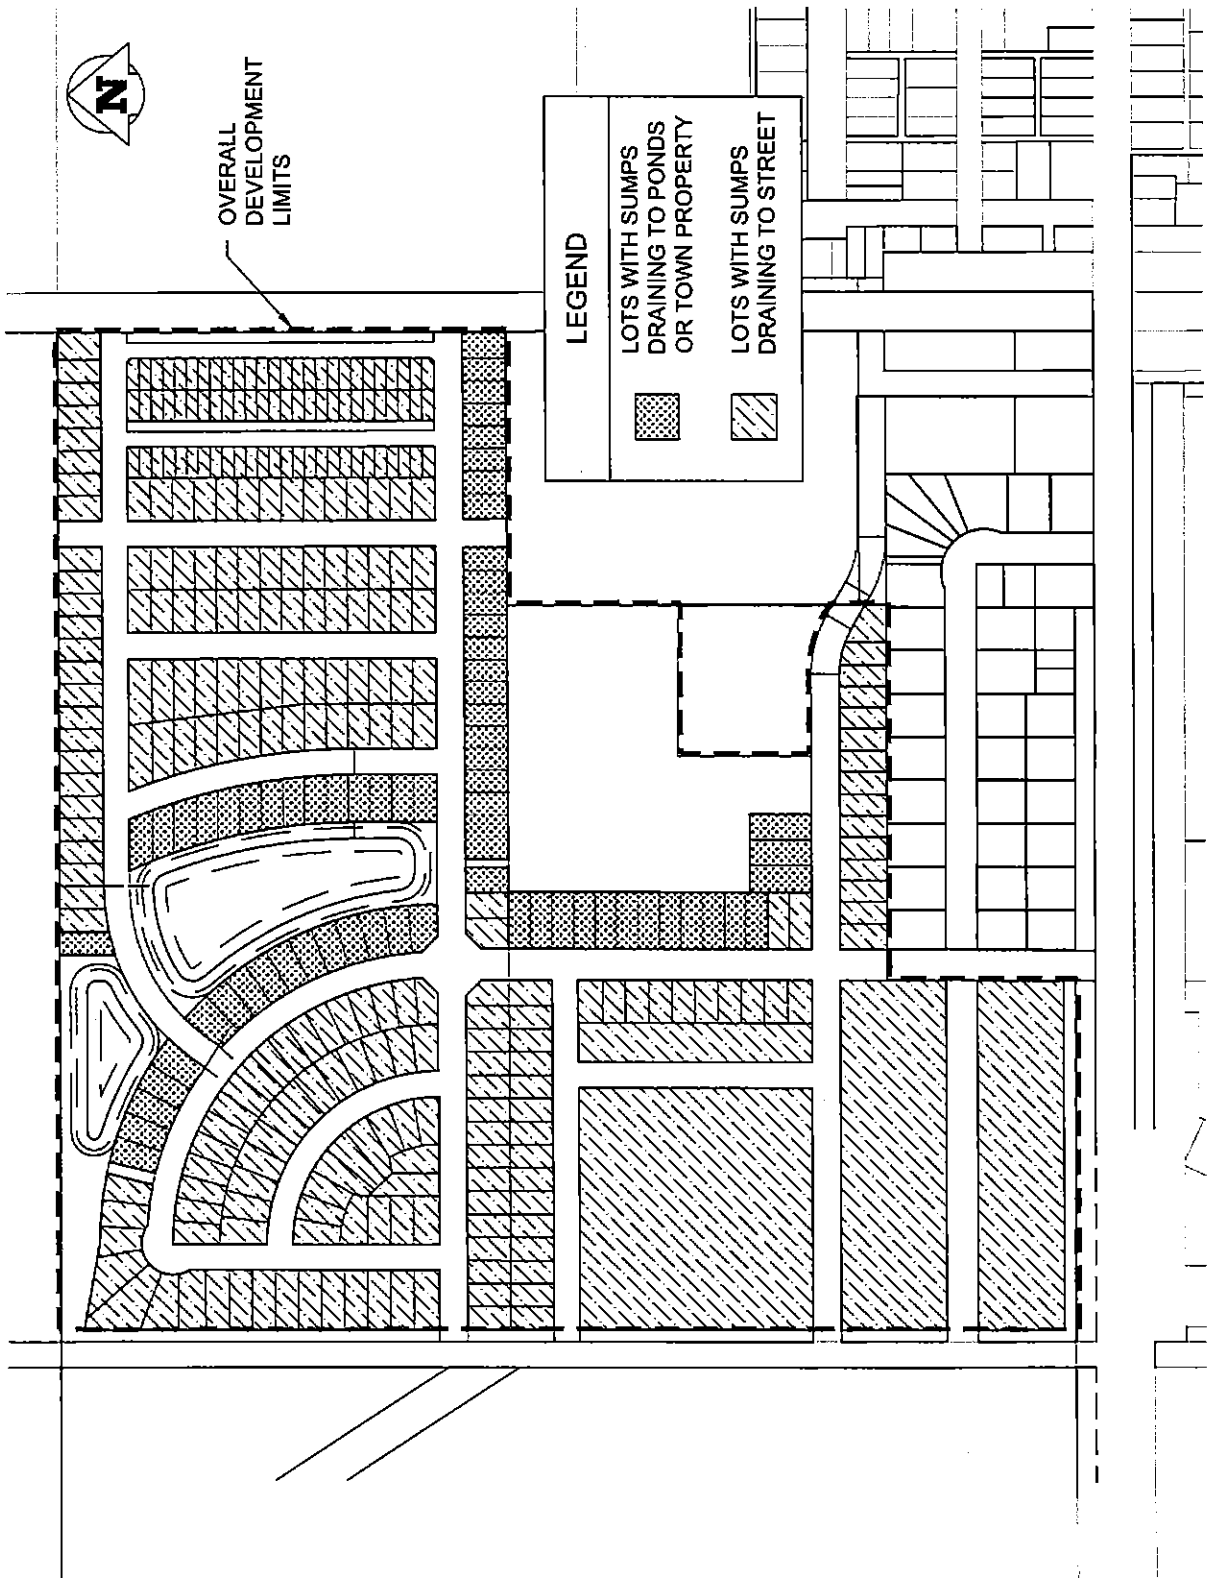 N
OVERALL
DEVELOPMENT
LIMITS
LEGEND
LOTS WITH SUMPS
DRAINING TO PONDS
OR TOWN PROPERTY
LOTS WITH SUMPS
DRAINING TO STREET